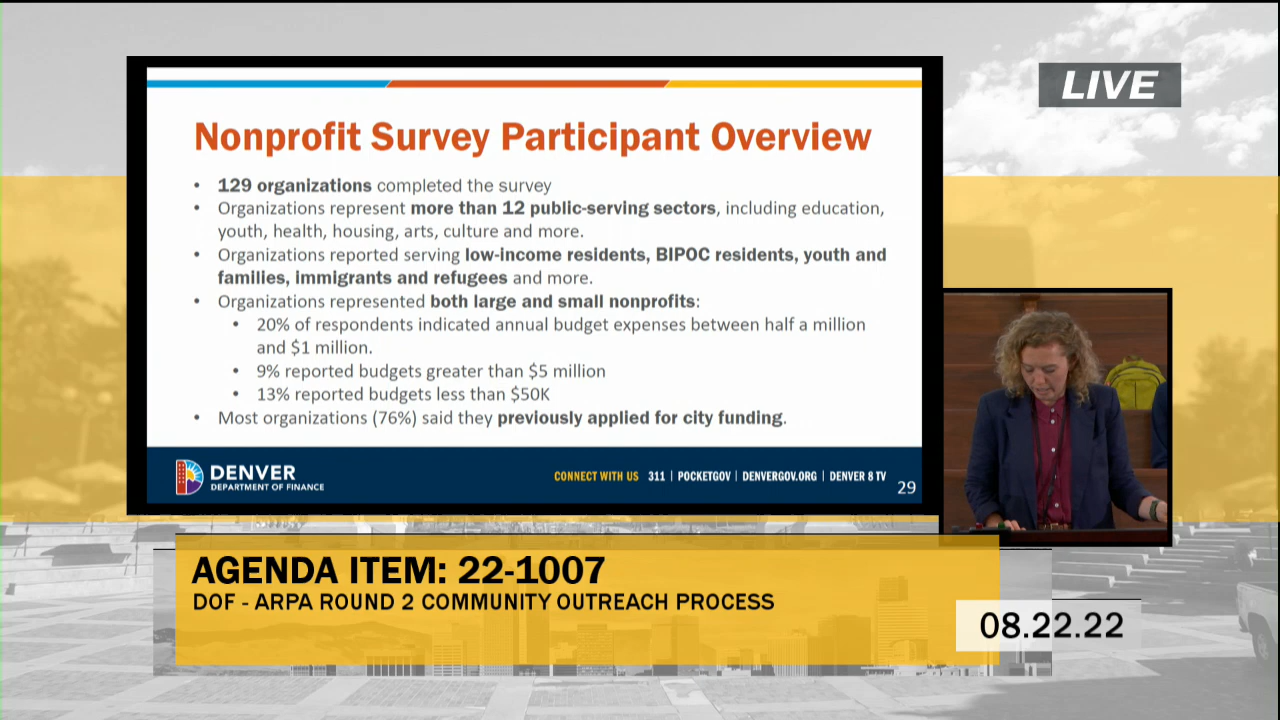 LIVE
Nonprofit Survey Participant Overview
• 129 organizations completed the survey
• Organizations represent more than 12 public-serving sectors, including education,
youth, health, housing, arts, culture and more.
• Organizations reported serving low-income residents, BIPOC residents, youth and
families, immigrants and refugees and more.
• Organizations represented both large and small nonprofits:
• 20% of respondents indicated annual budget expenses between half a million
and $1 million.
• 9% reported budgets greater than $5 million
• 13% reported budgets less than $50K
• Most organizations (76%) said they previously applied for city funding.
DENVER
DEPARTMENT OF FINANCE
CONNECT WITH US 311 | POCKETGOV | DENVERGOV.ORG | DENVER 8 TV
29
AGENDA ITEM: 22-1007
DOF - ARPA ROUND 2 COMMUNITY OUTREACH PROCESS
08.22.22